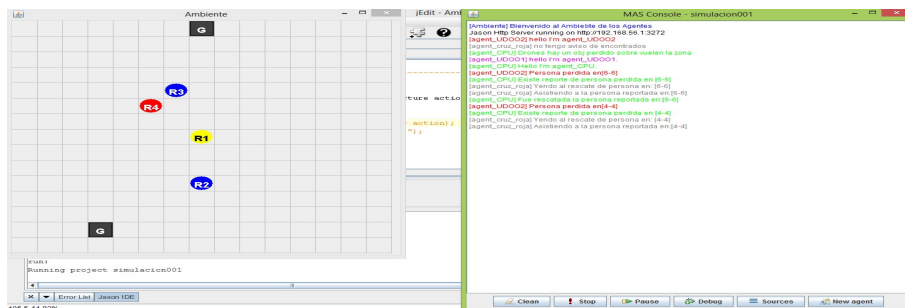 Ambiente
G
R3
R4
R1
R2
G
jEdit - Aml
ture actio
action);
");
run:
Running project simulacion001
Error List Jason IDE
MAS Console - simulacion001
[Ambiente] Bienvenido al Ambiebte de los Agentes
Jason Http Server running on http://192.168.56.1:3272
[agent_UDOO2] hello I'm agent_UDOO2
[agent_cruz_roja] no tengo aviso de encontrados
[agent_CPU] Drones hay un obj perdido sobre vuelen la zona.
[agent_UDOO1] hello I'm agent_UDOO1.
[agent_CPU] Hello I'm agent_CPU.
[agent_UDOO2] Persona perdida en[6-6]
[agent_CPU] Existe reporte de persona perdida en [6-6]
[agent_cruz_roja] Yendo al rescate de persona en: [6-6]
[agent_cruz_roja] Asistiendo a la persona reportada en [6-6]
[agent_CPU] Fue rescatada la persona reportada en [6-6]
[agent_UDOO2] Persona perdida en[4-4]
[agent_CPU] Existe reporte de persona perdida en [4-4]
[agent_cruz_roja] Yendo al rescate de persona en: [4-4]
[agent_cruz_roja] Asistiendo a la persona reportada en [4-4]
Clean Stop Pause Debug Sources New agent